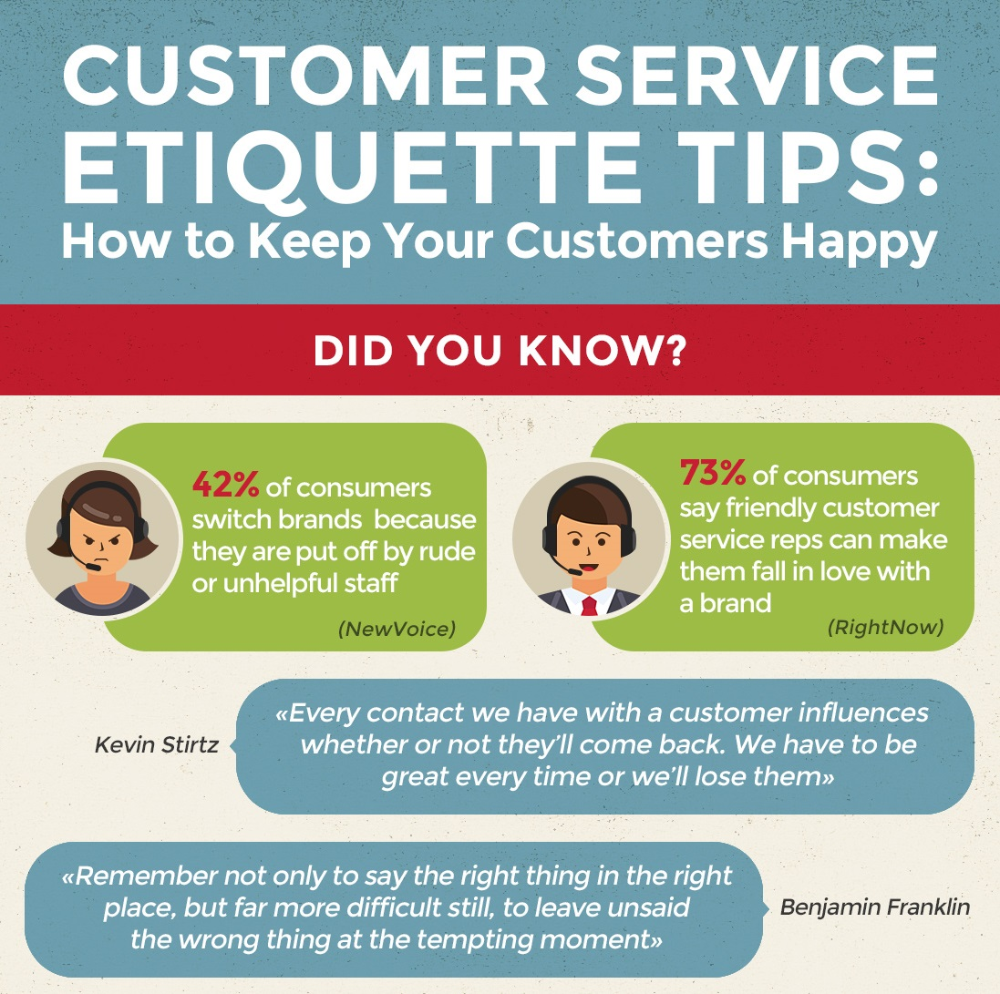 CUSTOMER SERVICE
ETIQUETTE TIPS:
How to Keep Your Customers Happy
DID YOU KNOW?
42% of consumers
switch brands because
they are put off by rude
or unhelpful staff
(NewVoice)
73% of consumers
say friendly customer
service reps can make
them fall in love with
a brand
(RightNow)
Kevin Stirtz
«Every contact we have with a customer influences
whether or not they'll come back. We have to be
great every time or we'll lose them»
«Remember not only to say the right thing in the right
place, but far more difficult still, to leave unsaid
the wrong thing at the tempting moment»
Benjamin Franklin